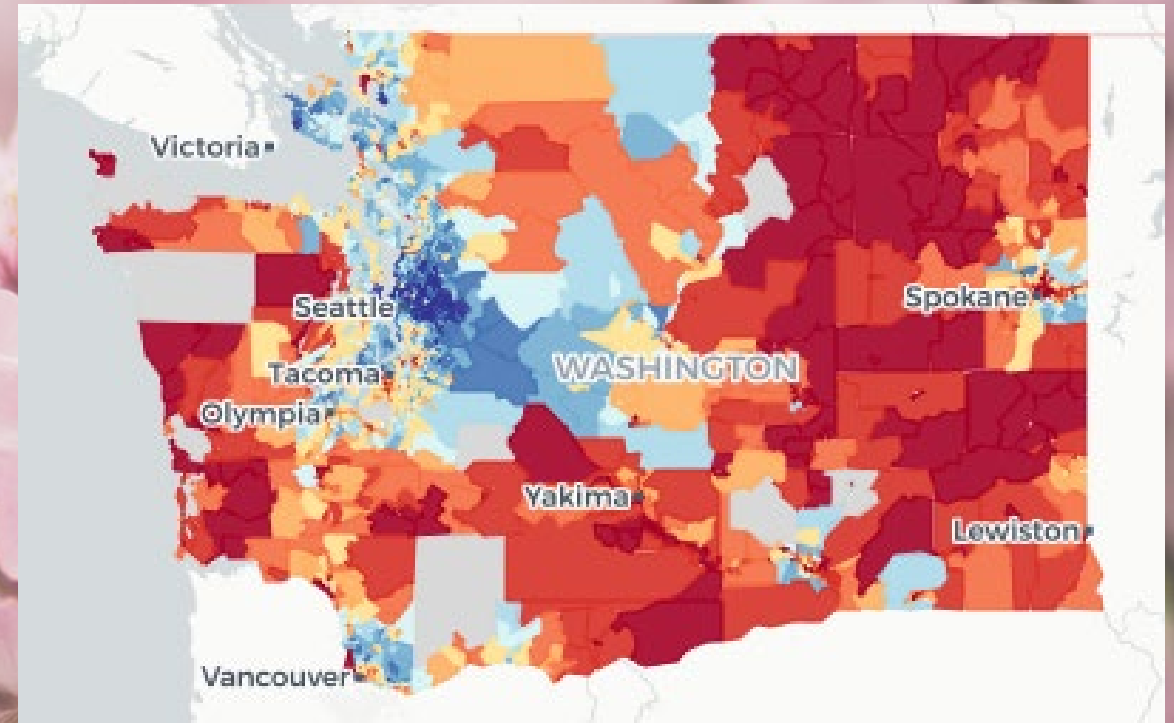 Victoria
Seattle
Spokane
WASHINGTON
Tacoma
Olympia
Yakima
Lewiston
Vancouver